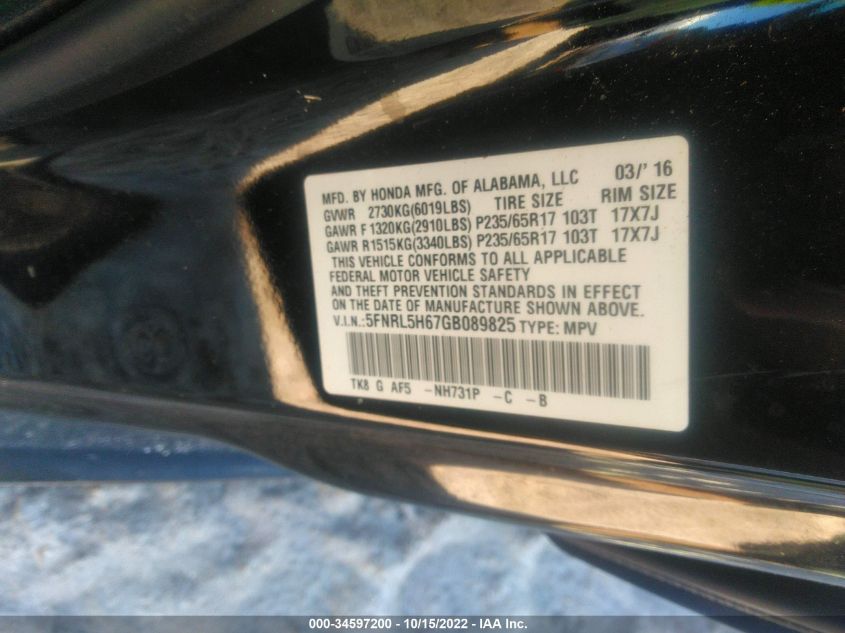 MFD. BY HONDA MFG. OF ALABAMA, LLC 03/' 16
GVWR 2730KG(6019LBS) TIRE SIZE RIM SIZE
GAWR F 1320KG(2910LBS) P235/65R17 103T 17X7J
GAWR R1515KG(3340LBS) P235/65R17 103T 17X7J
THIS VEHICLE CONFORMS TO ALL APPLICABLE
FEDERAL MOTOR VEHICLE SAFETY
AND THEFT PREVENTION STANDARDS IN EFFECT
ON THE DATE OF MANUFACTURE SHOWN ABOVE.
V.I.N.:5FNRL5H67GB089825 TYPE: MPV
TK8 G AF5 -NH731P -C -B
000-34597200 - 10/15/2022 - IAA Inc.